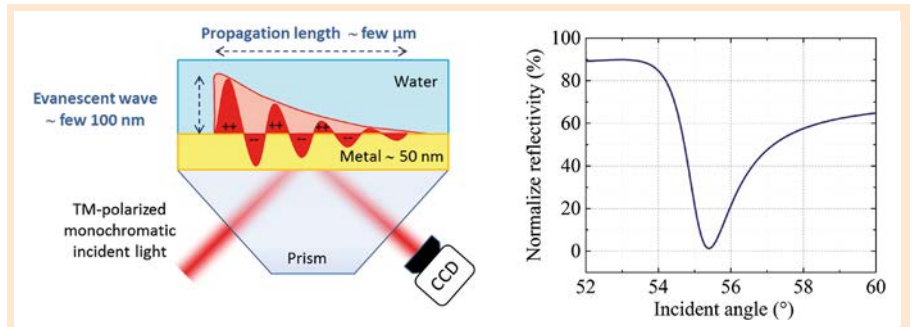 Propagation length ~ few µm
Water
Evanescent wave
~ few 100 nm
++
++
++
--
--
--
Metal ~ 50 nm
TM-polarized
monochromatic
incident light
Prism
CCD
100
80
60
40
20
0
Normalize reflectivity (%)
52
54
56
58
60
Incident angle (°)